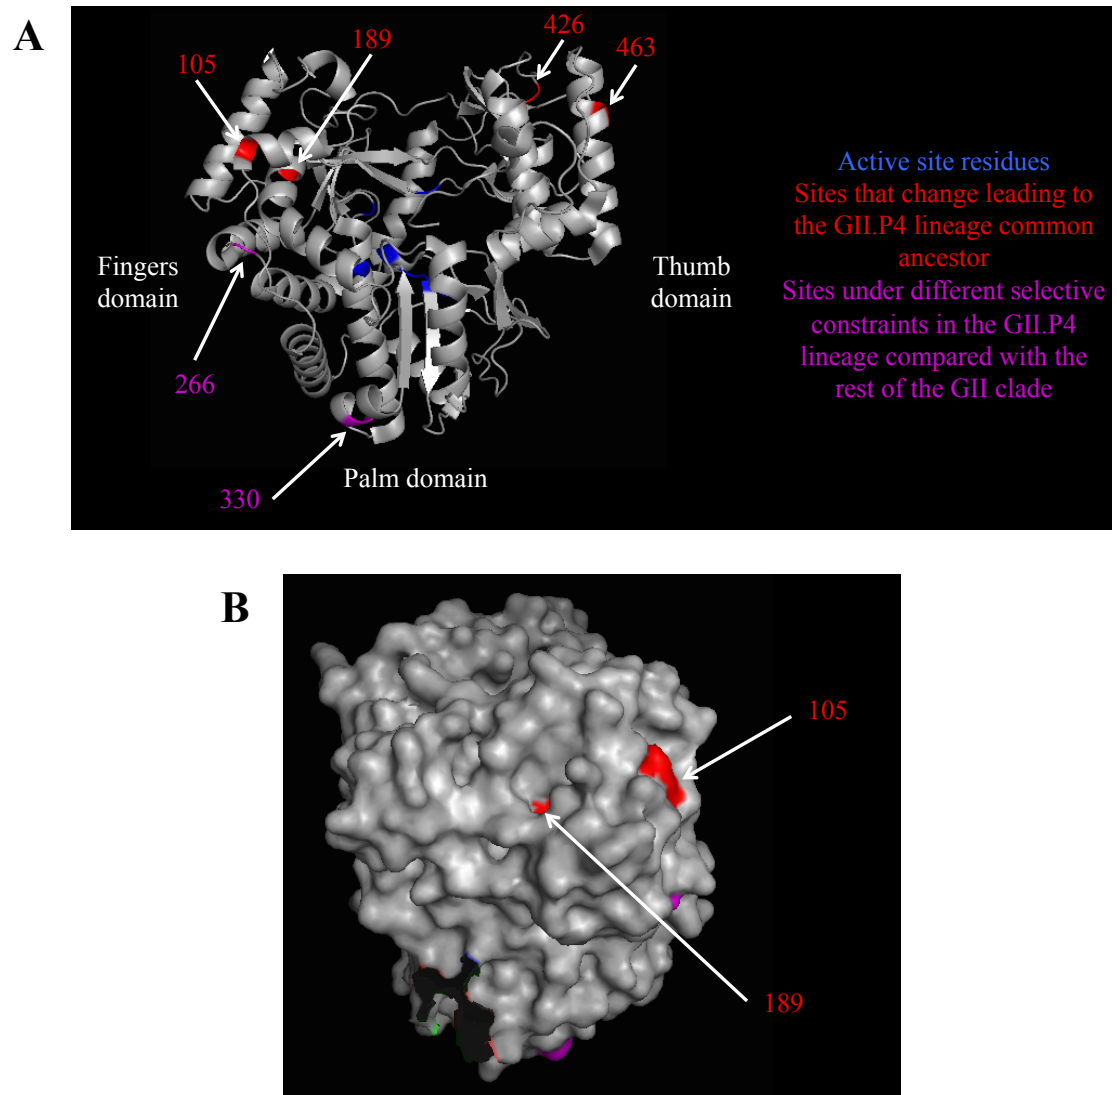 A
105
189
426
463
Active site residues
Sites that change leading to
the GII.P4 lineage common
ancestor
Sites under different selective
constraints in the GII.P4
lineage compared with the
rest of the GII clade
Fingers
domain
Thumb
domain
266
330
Palm domain
B
105
189